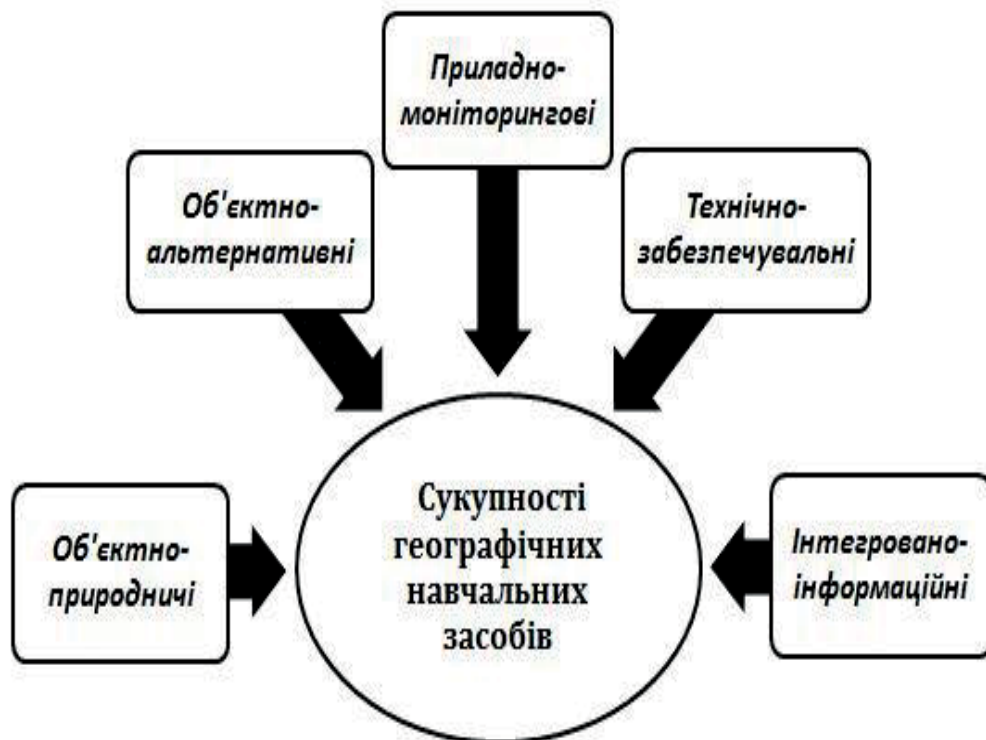 Приладно-
моніторингові
Об'єктно-
альтернативні
Технічно-
забезпечувальні
Об'єктно-
природничі
Сукупності
географічних
навчальних
засобів
Інтегровано-
інформаційні